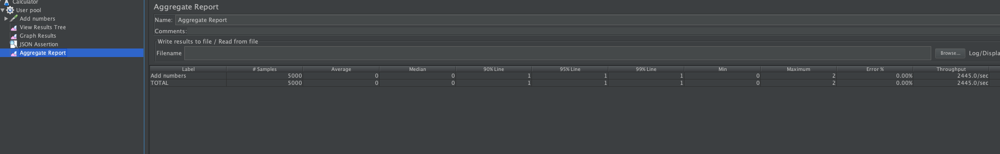 Calculator
User pool
Add numbers
View Results Tree
Graph Results
JSON Assertion
Aggregate Report
Aggregate Report
Name: Aggregate Report
Comments:
Write results to file / Read from file
Filename Browse... Log/Displa
Label # Samples Average Median 90% Line 95% Line 99% Line Min Maximum Error % Throughput
Add numbers 5000 0 0 1 1 1 0 2 0.00% 2445.0/sec
TOTAL 5000 0 0 1 1 1 0 2 0.00% 2445.0/sec